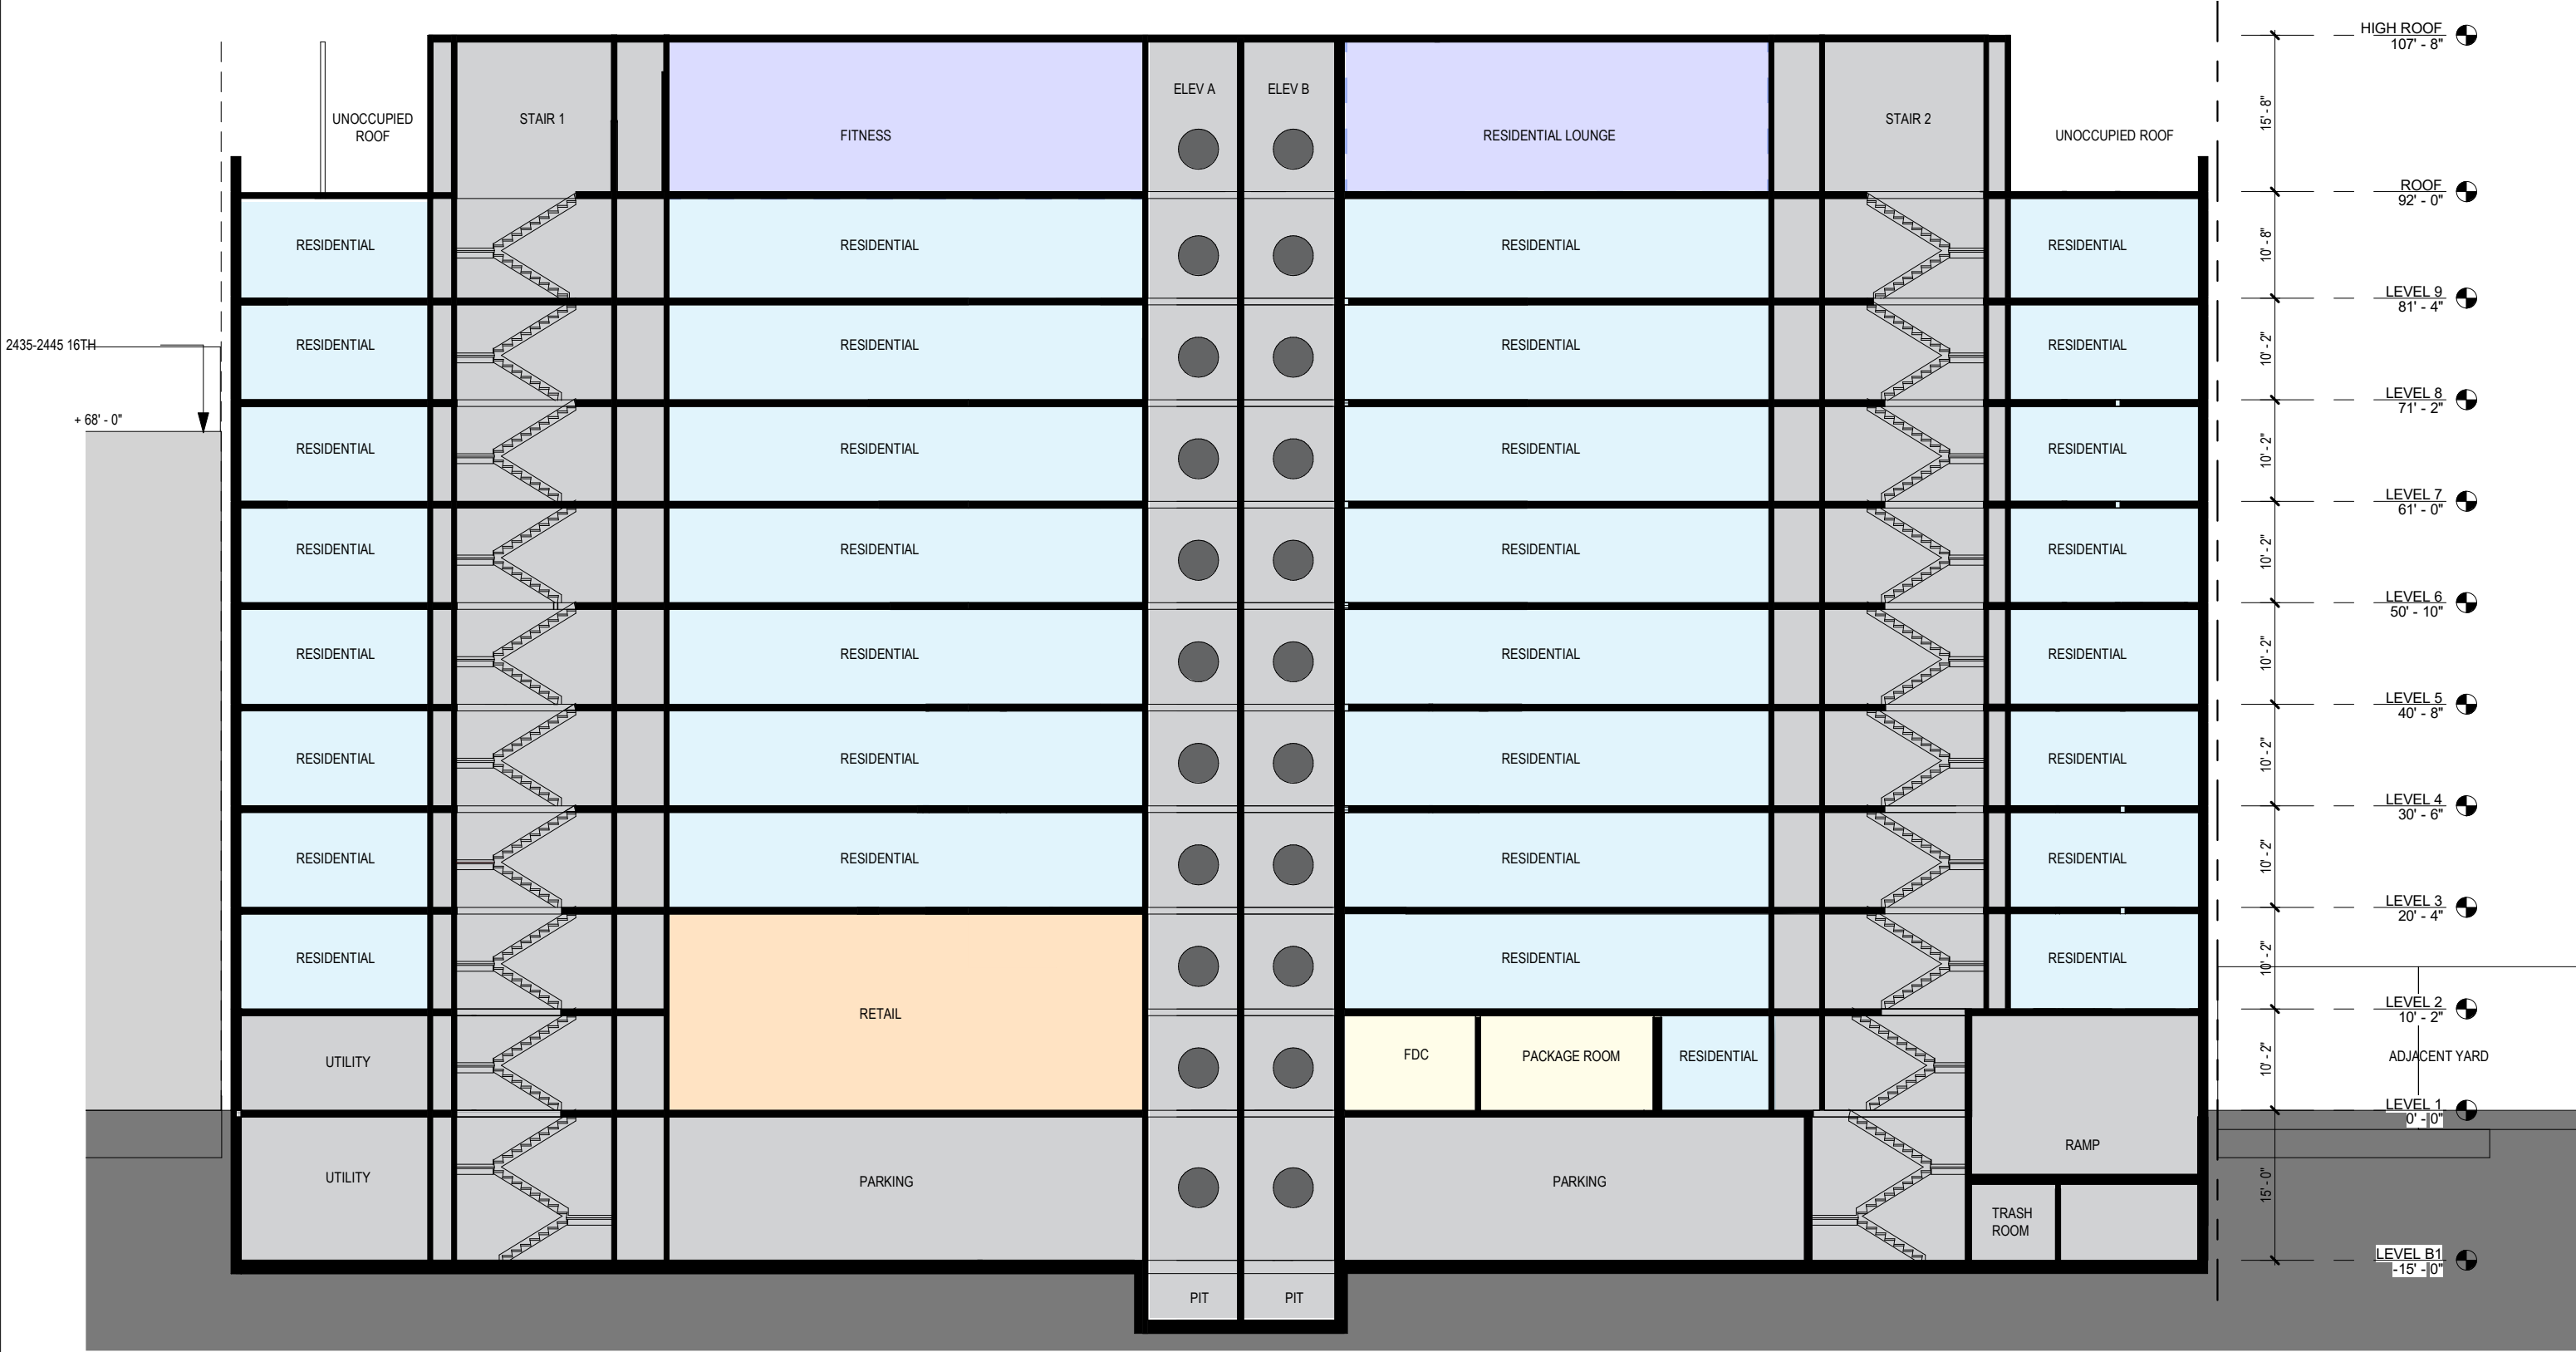 HIGH ROOF
107' - 8"
ELEV A
ELEV B
15' - 8"
UNOCCUPIED
ROOF
STAIR 1
FITNESS
RESIDENTIAL LOUNGE
STAIR 2
UNOCCUPIED ROOF
ROOF
92' - 0"
RESIDENTIAL
RESIDENTIAL
RESIDENTIAL
RESIDENTIAL
10' - 8"
LEVEL 9
81' - 4"
2435-2445 16TH
RESIDENTIAL
RESIDENTIAL
RESIDENTIAL
RESIDENTIAL
10' - 2"
LEVEL 8
71' - 2"
+ 68' - 0"
RESIDENTIAL
RESIDENTIAL
RESIDENTIAL
RESIDENTIAL
10' - 2"
LEVEL 7
61' - 0"
RESIDENTIAL
RESIDENTIAL
RESIDENTIAL
RESIDENTIAL
10' - 2"
LEVEL 6
50' - 10"
RESIDENTIAL
RESIDENTIAL
RESIDENTIAL
RESIDENTIAL
10' - 2"
LEVEL 5
40' - 8"
RESIDENTIAL
RESIDENTIAL
RESIDENTIAL
RESIDENTIAL
10' - 2"
LEVEL 4
30' - 6"
RESIDENTIAL
RESIDENTIAL
RESIDENTIAL
RESIDENTIAL
10' - 2"
LEVEL 3
20' - 4"
RESIDENTIAL
RESIDENTIAL
RESIDENTIAL
10' - 2"
LEVEL 2
10' - 2"
RETAIL
UTILITY
FDC
PACKAGE ROOM
RESIDENTIAL
10' - 2"
ADJACENT YARD
LEVEL 1
0' - 0"
RAMP
UTILITY
PARKING
PARKING
15' - 0"
TRASH
ROOM
LEVEL B1
-15' - 0"
PIT
PIT